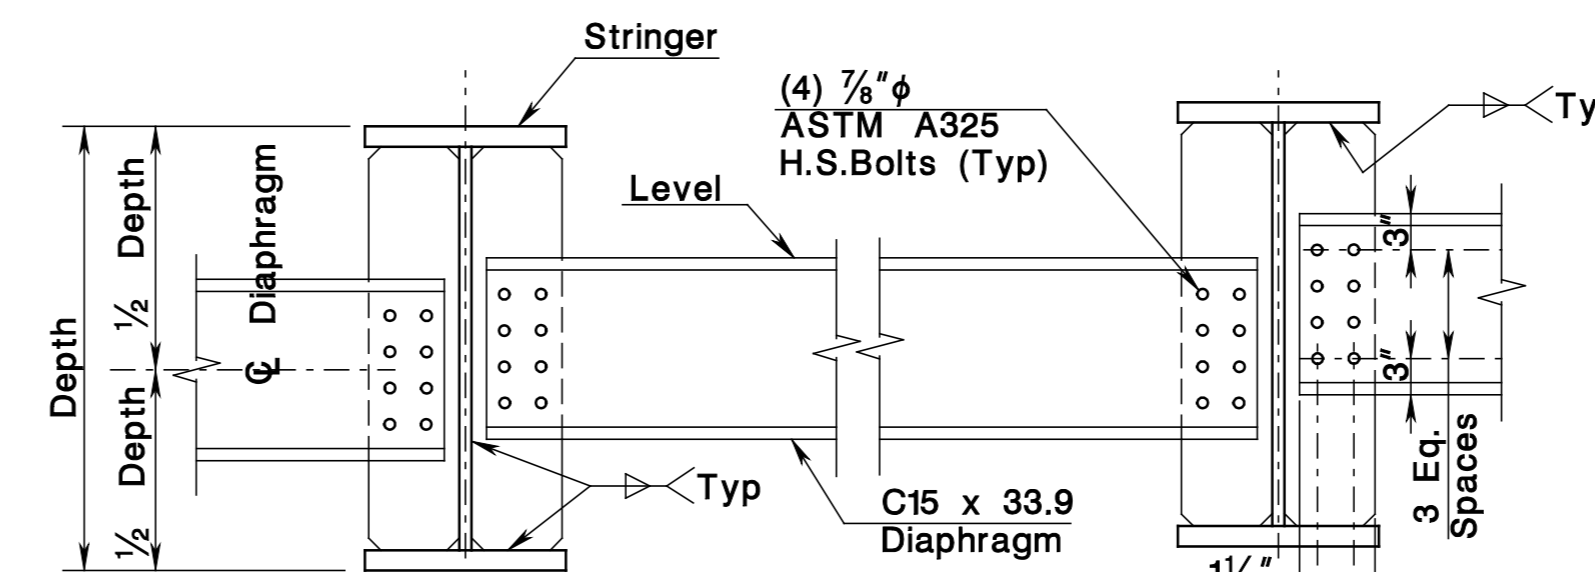 Stringer
(4) 7/8"ϕ
ASTM A325
H.S.Bolts (Typ)
Level
Depth
1/2 Depth
1/2 Depth
℄ Diaphragm
Typ
C15 x 33.9
Diaphragm
3"
3"
3 Eq.
Spaces